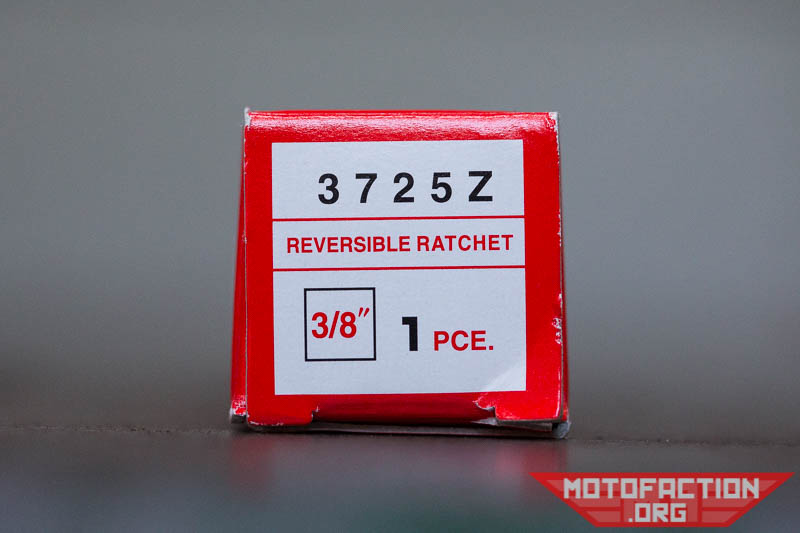 3725Z
REVERSIBLE RATCHET
3/8″
1 PCE.
MOTOFACTION
.ORG